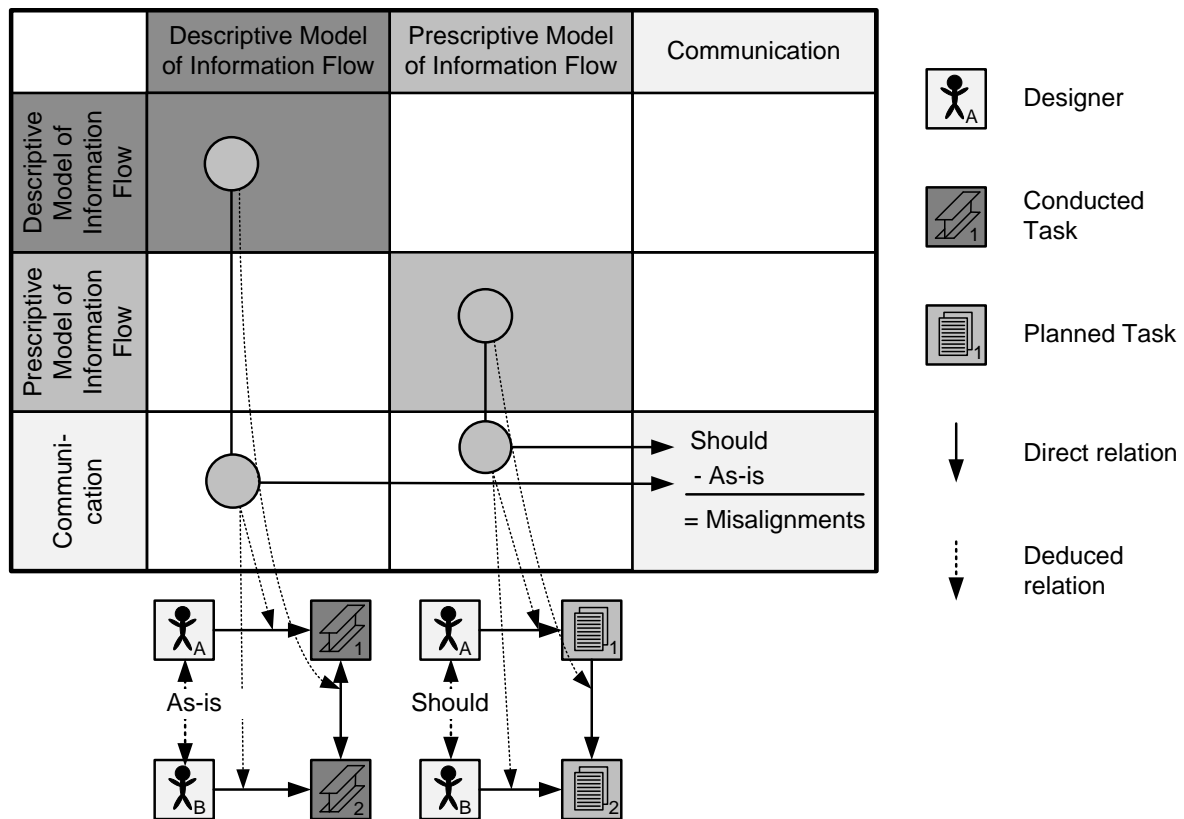 Descriptive Model
of Information Flow
Prescriptive Model
of Information Flow
Communication
Descriptive
Model of
Information
Flow
Prescriptive
Model of
Information
Flow
Communi-
cation
Should
- As-is
= Misalignments
A
1
A
1
As-is
Should
B
2
B
2
A
Designer
1
Conducted
Task
1
Planned Task
Direct relation
Deduced
relation